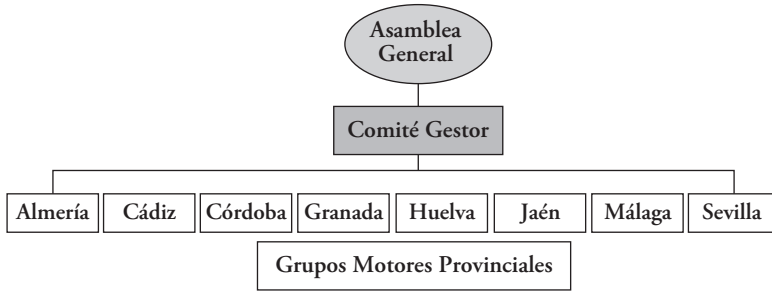 Asamblea
General
Comité Gestor
Almería Cádiz Córdoba Granada Huelva Jaén Málaga Sevilla
Grupos Motores Provinciales